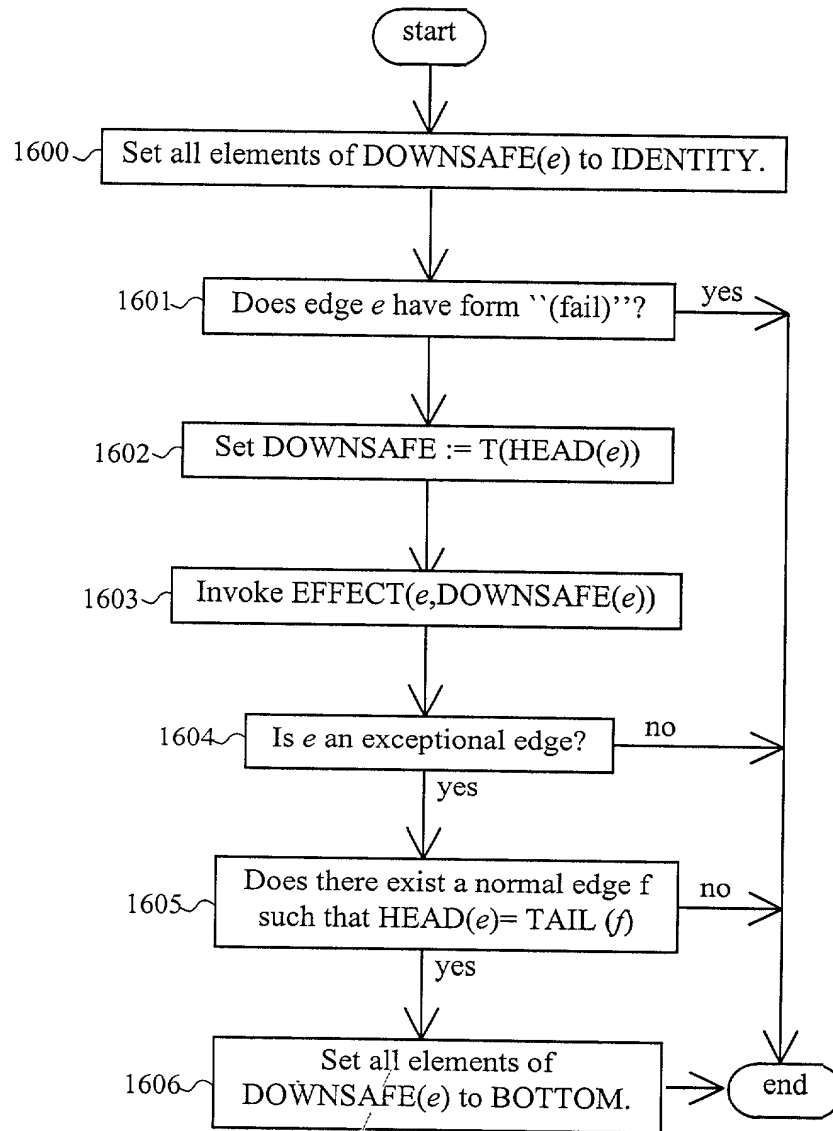 start
1600
Set all elements of DOWNSAFE(e) to IDENTITY.
1601
Does edge e have form ``(fail)''?
yes
1602
Set DOWNSAFE := T(HEAD(e))
1603
Invoke EFFECT(e,DOWNSAFE(e))
1604
Is e an exceptional edge?
no
yes
1605
Does there exist a normal edge f
such that HEAD(e)= TAIL (f)
no
yes
1606
Set all elements of
DOWNSAFE(e) to BOTTOM.
end